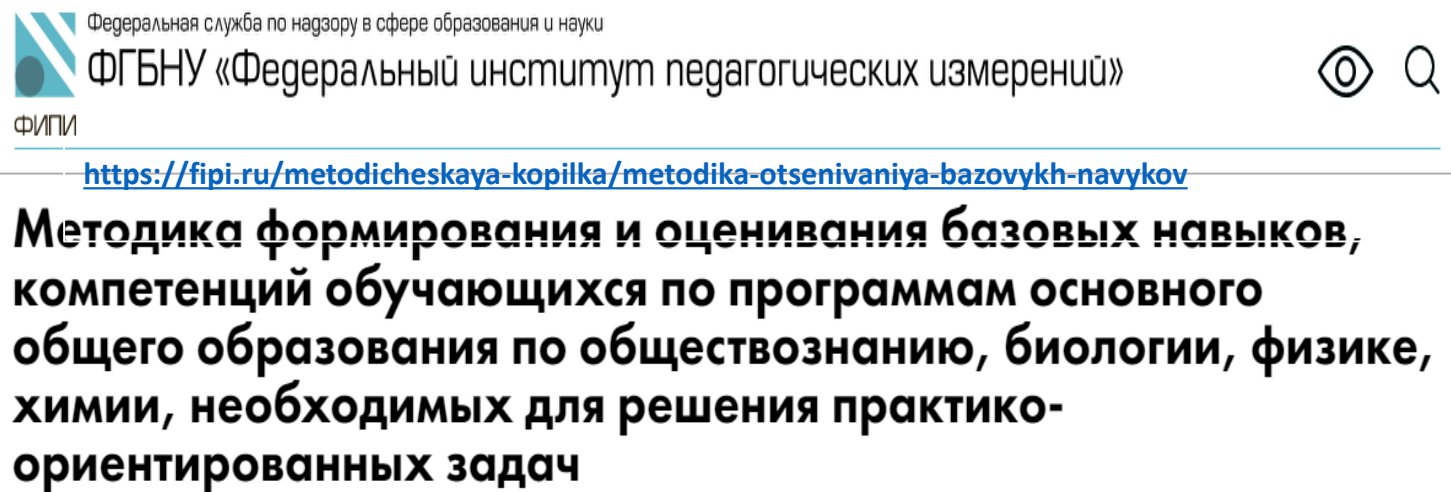 Федеральная служба по надзору в сфере образования и науки
ФГБНУ «Федеральный институт педагогических измерений»
ФИПИ
https://fipi.ru/metodicheskaya-kopilka/metodika-otsenivaniya-bazovykh-navykov
Методика формирования и оценивания базовых навыков,
компетенций обучающихся по программам основного
общего образования по обществознанию, биологии, физике,
химии, необходимых для решения практико-
ориентированных задач